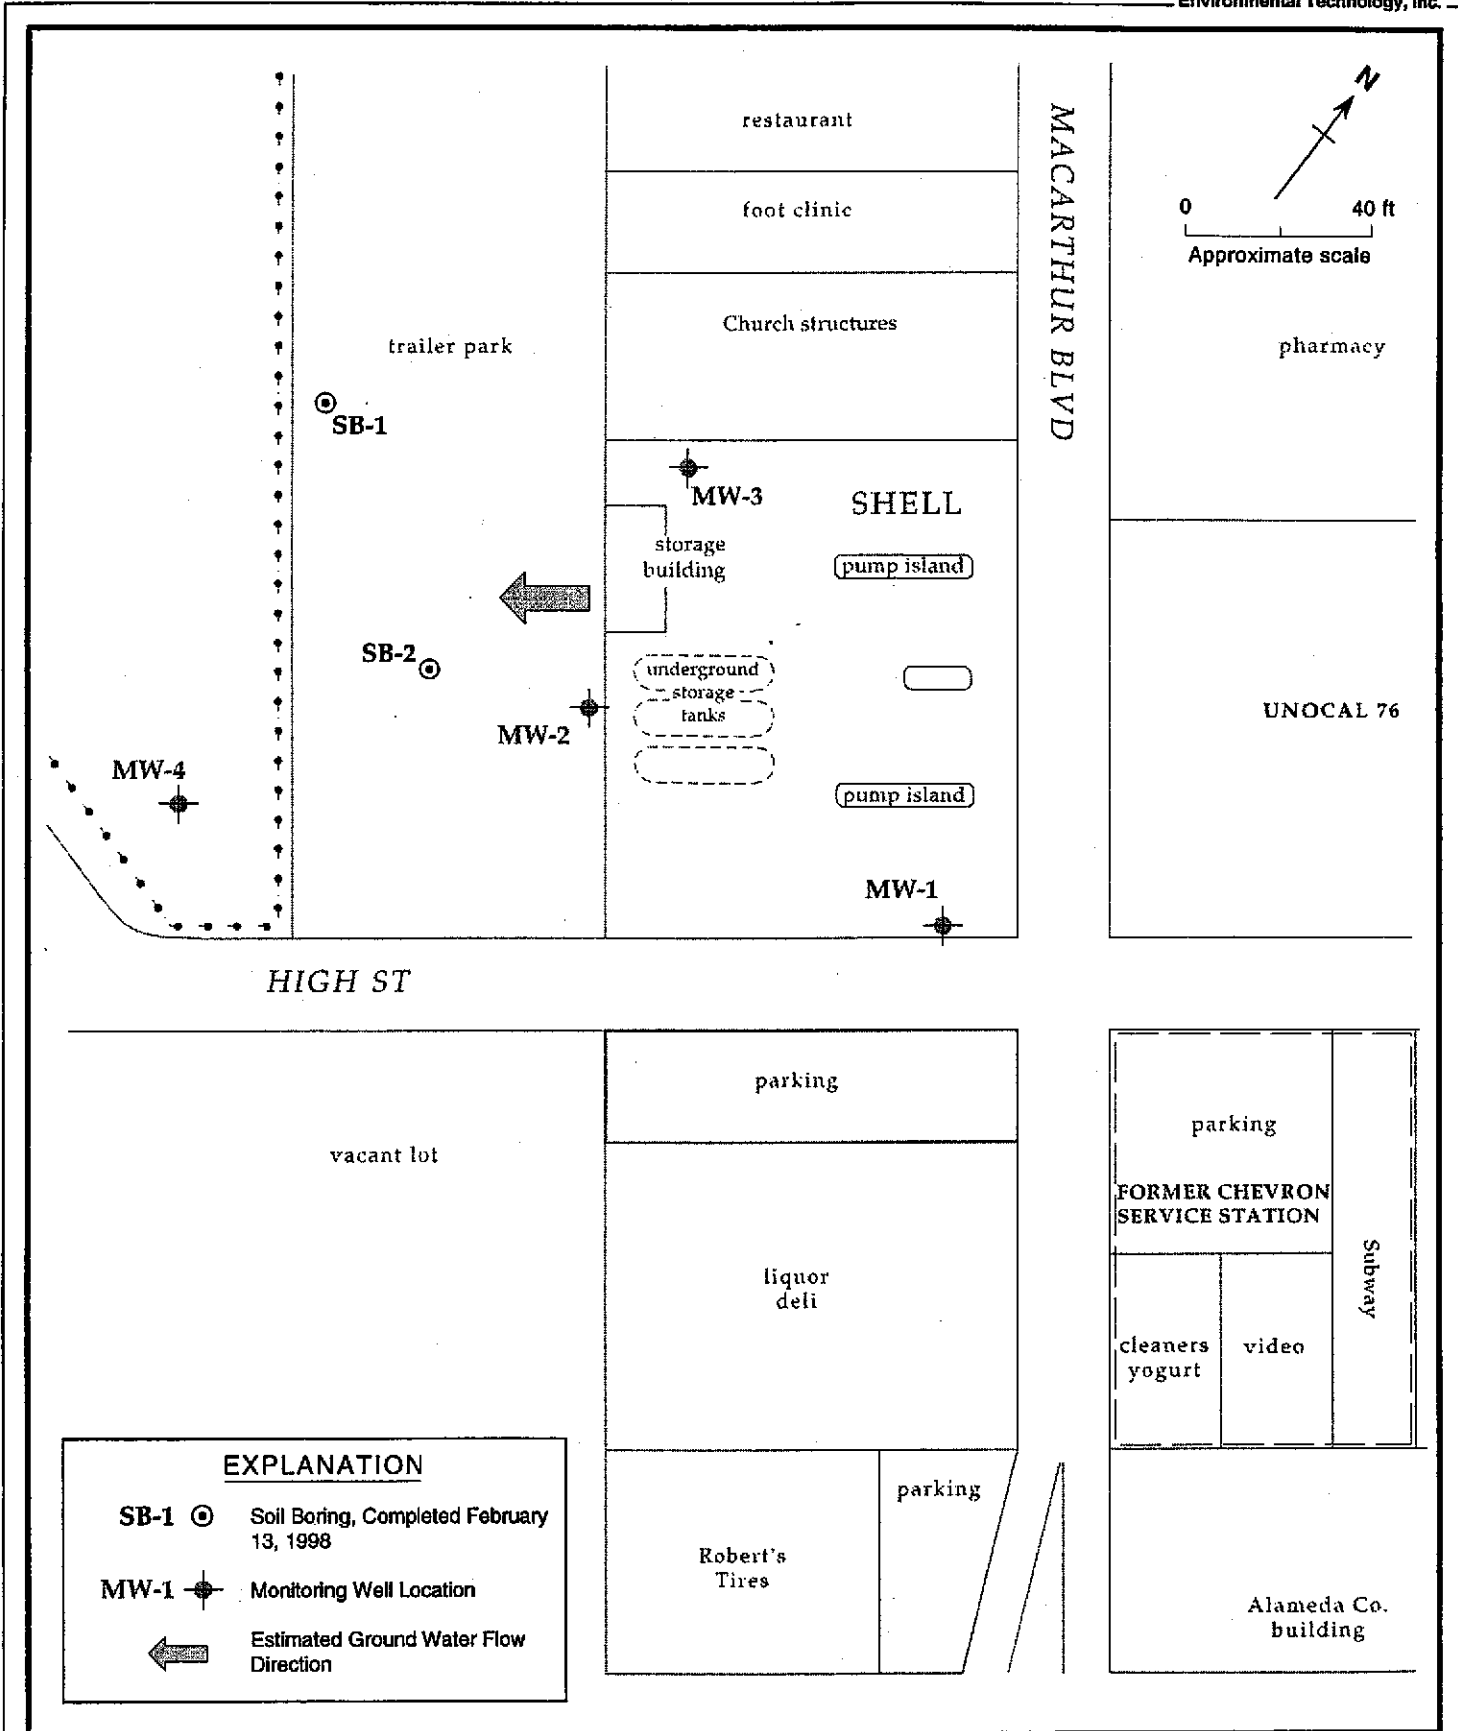 Environmental Technology, Inc.
N
0 40 ft
Approximate scale
restaurant
foot clinic
Church structures
MACARTHUR BLVD
pharmacy
trailer park
SB-1
MW-3
SHELL
storage
building
pump island
SB-2
underground
storage
tanks
MW-2
UNOCAL 76
MW-4
pump island
MW-1
HIGH ST
parking
vacant lot
parking
FORMER CHEVRON
SERVICE STATION
Subway
liquor
deli
cleaners
yogurt
video
EXPLANATION
SB-1 Soil Boring, Completed February
13, 1998
MW-1 Monitoring Well Location
Estimated Ground Water Flow
Direction
parking
Robert's
Tires
Alameda Co.
building